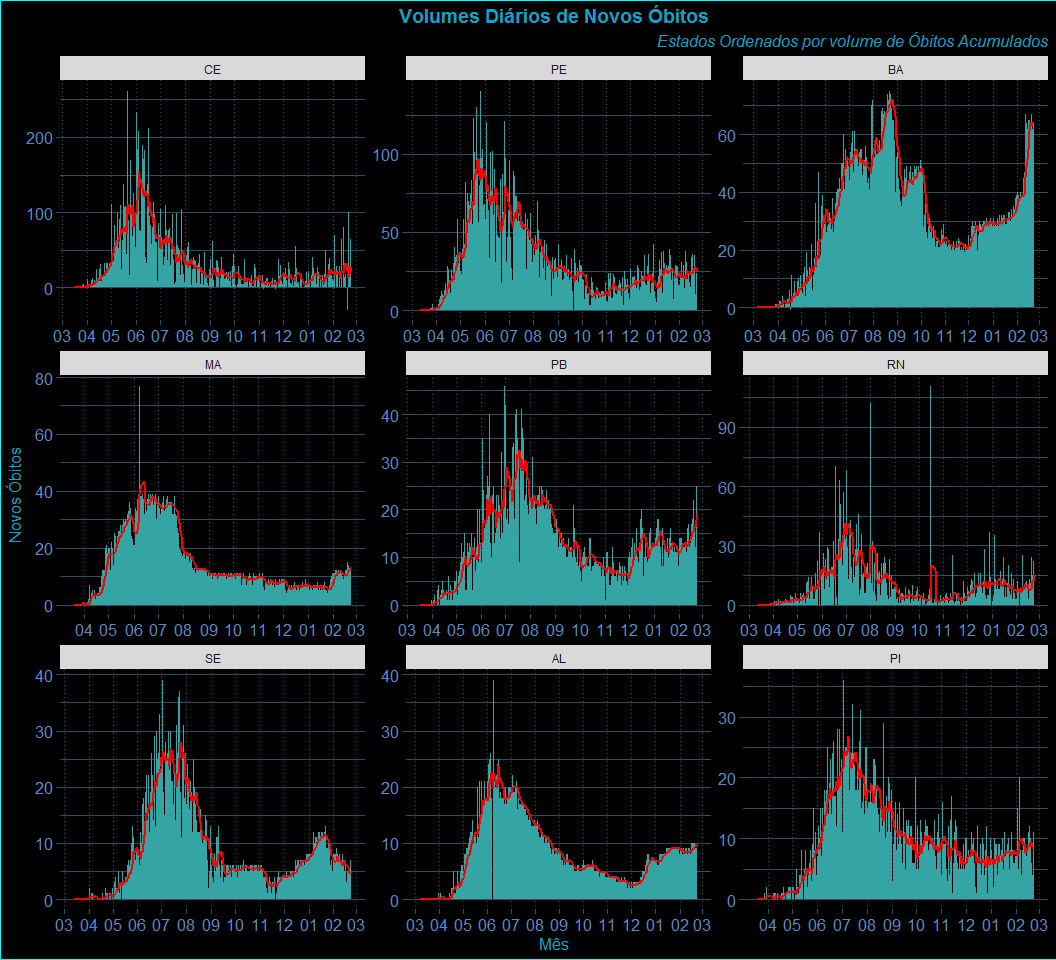 Volumes Diários de Novos Óbitos
Estados Ordenados por volume de Óbitos Acumulados
CE PE BA
200
100
0
100
50
0
60
40
20
0
03 04 05 06 07 08 09 10 11 12 01 02 03
03 04 05 06 07 08 09 10 11 12 01 02 03
03 04 05 06 07 08 09 10 11 12 01 02 03
MA PB RN
80
60
40
20
0
40
30
20
10
0
90
60
30
0
04 05 06 07 08 09 10 11 12 01 02 03
03 04 05 06 07 08 09 10 11 12 01 02 03
03 04 05 06 07 08 09 10 11 12 01 02 03
SE AL PI
40
30
20
10
0
40
30
20
10
0
30
20
10
0
03 04 05 06 07 08 09 10 11 12 01 02 03
03 04 05 06 07 08 09 10 11 12 01 02 03
04 05 06 07 08 09 10 11 12 01 02 03
Novos Óbitos
Mês